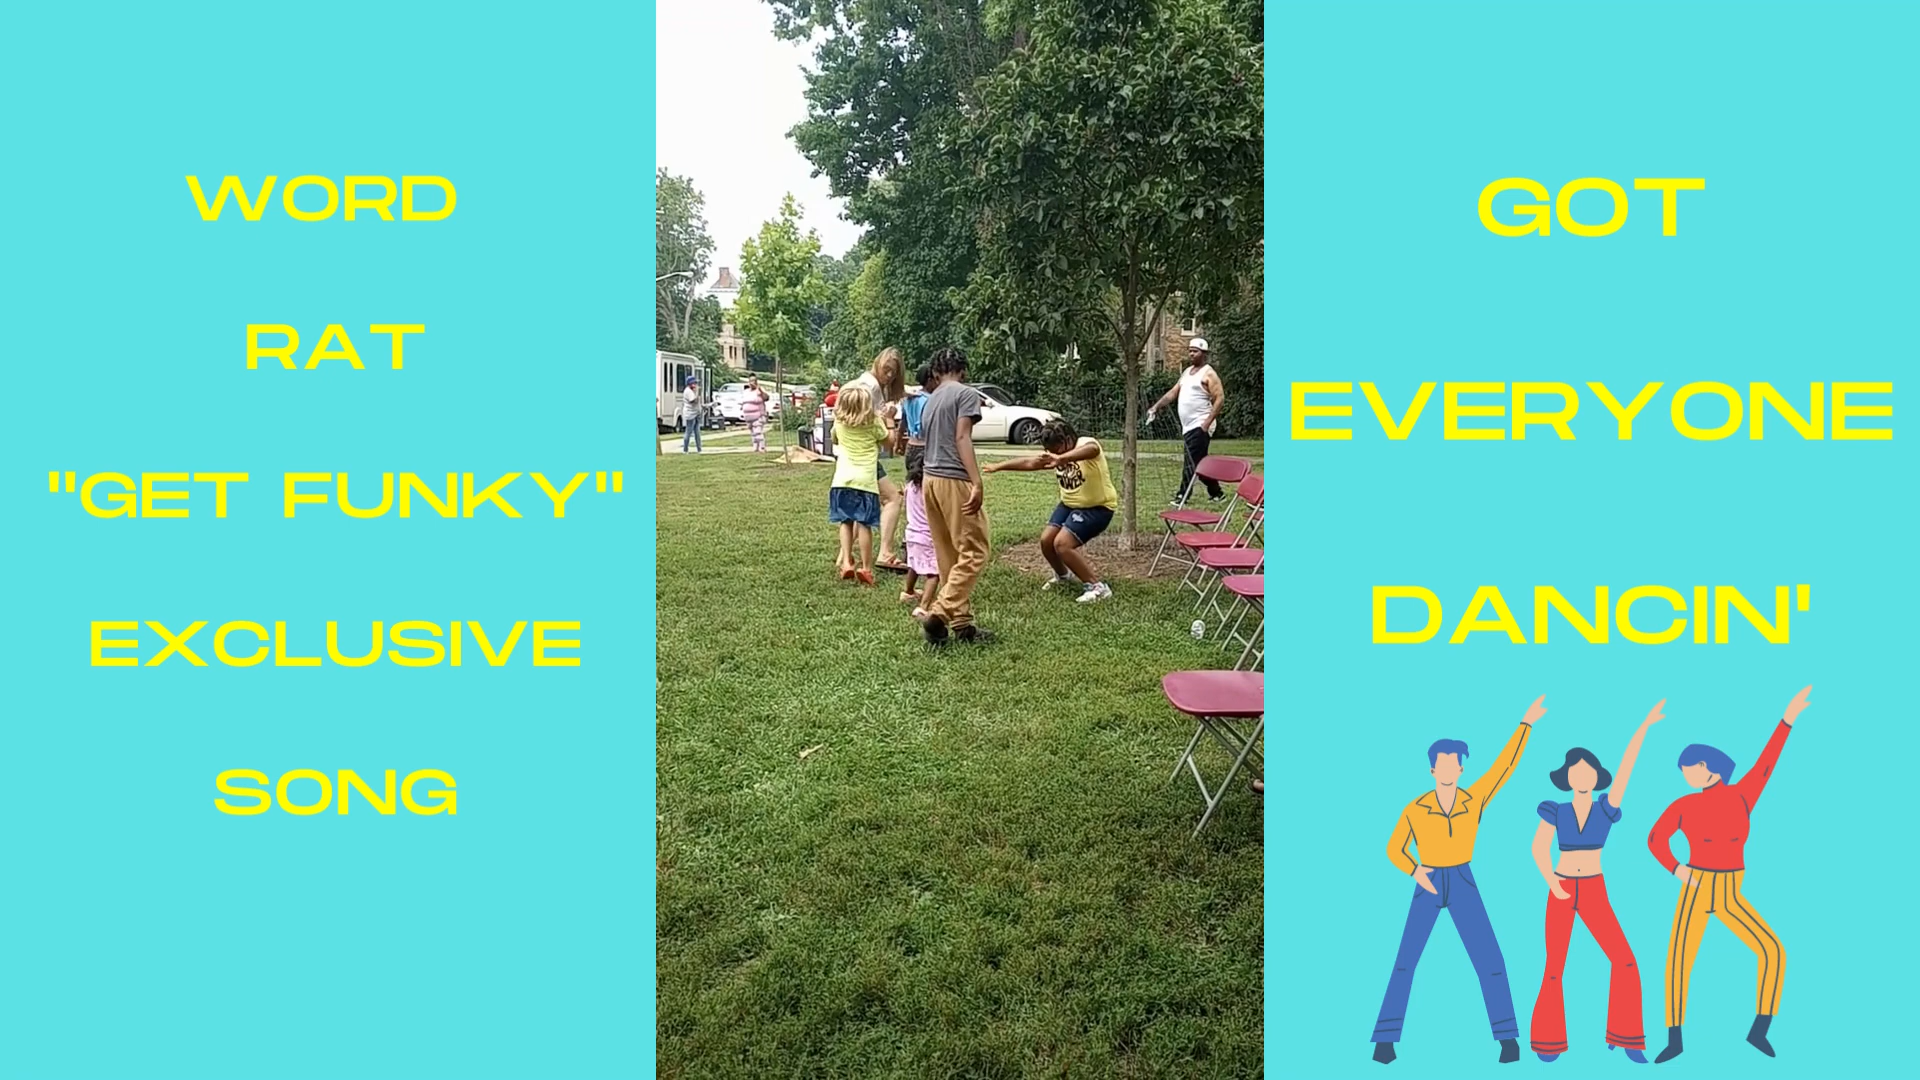 WORD
RAT
"GET FUNKY"
EXCLUSIVE
SONG
GOT
EVERYONE
DANCIN'